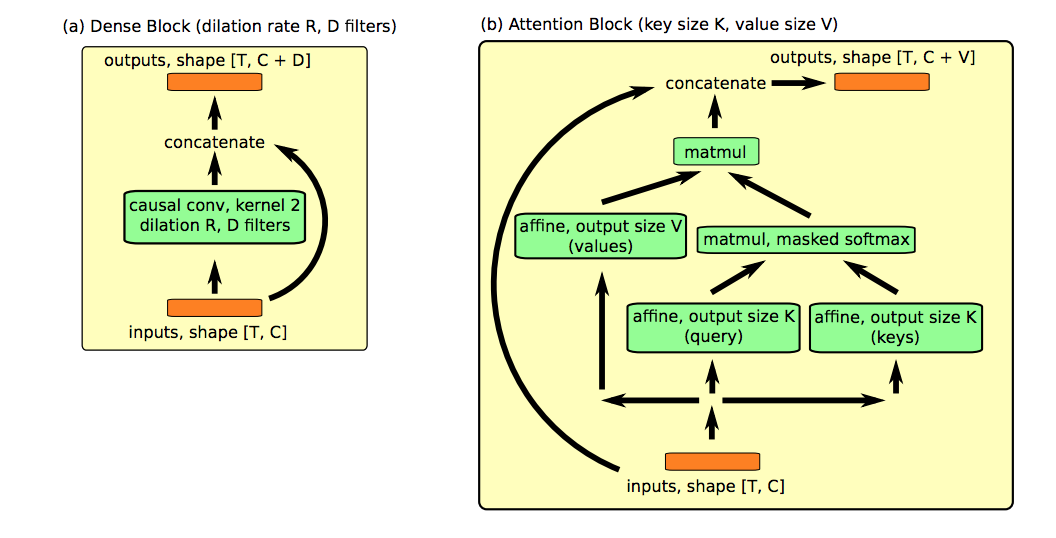 (a) Dense Block (dilation rate R, D filters)
outputs, shape [T, C + D]
concatenate
causal conv, kernel 2
dilation R, D filters
inputs, shape [T, C]
(b) Attention Block (key size K, value size V)
outputs, shape [T, C + V]
concatenate
matmul
affine, output size V
(values)
matmul, masked softmax
affine, output size K
(query)
affine, output size K
(keys)
inputs, shape [T, C]